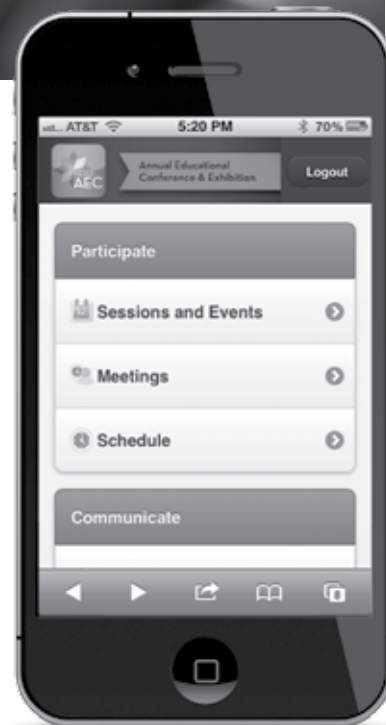 AT&T 5:20 PM 70%
AEC
Annual Educational
Conference & Exhibition
Logout
Participate
Sessions and Events
Meetings
Schedule
Communicate